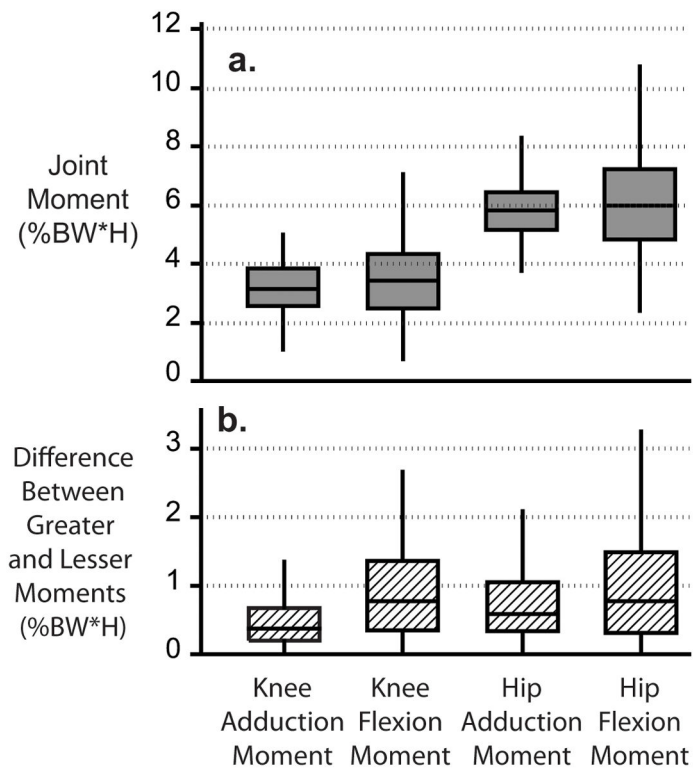 12
a.
10
8
Joint
Moment
(%BW*H)
6
4
2
0
b.
3
Difference
Between
Greater
and Lesser
Moments
(%BW*H)
2
1
0
Knee Knee Hip Hip
Adduction Flexion Adduction Flexion
Moment Moment Moment Moment